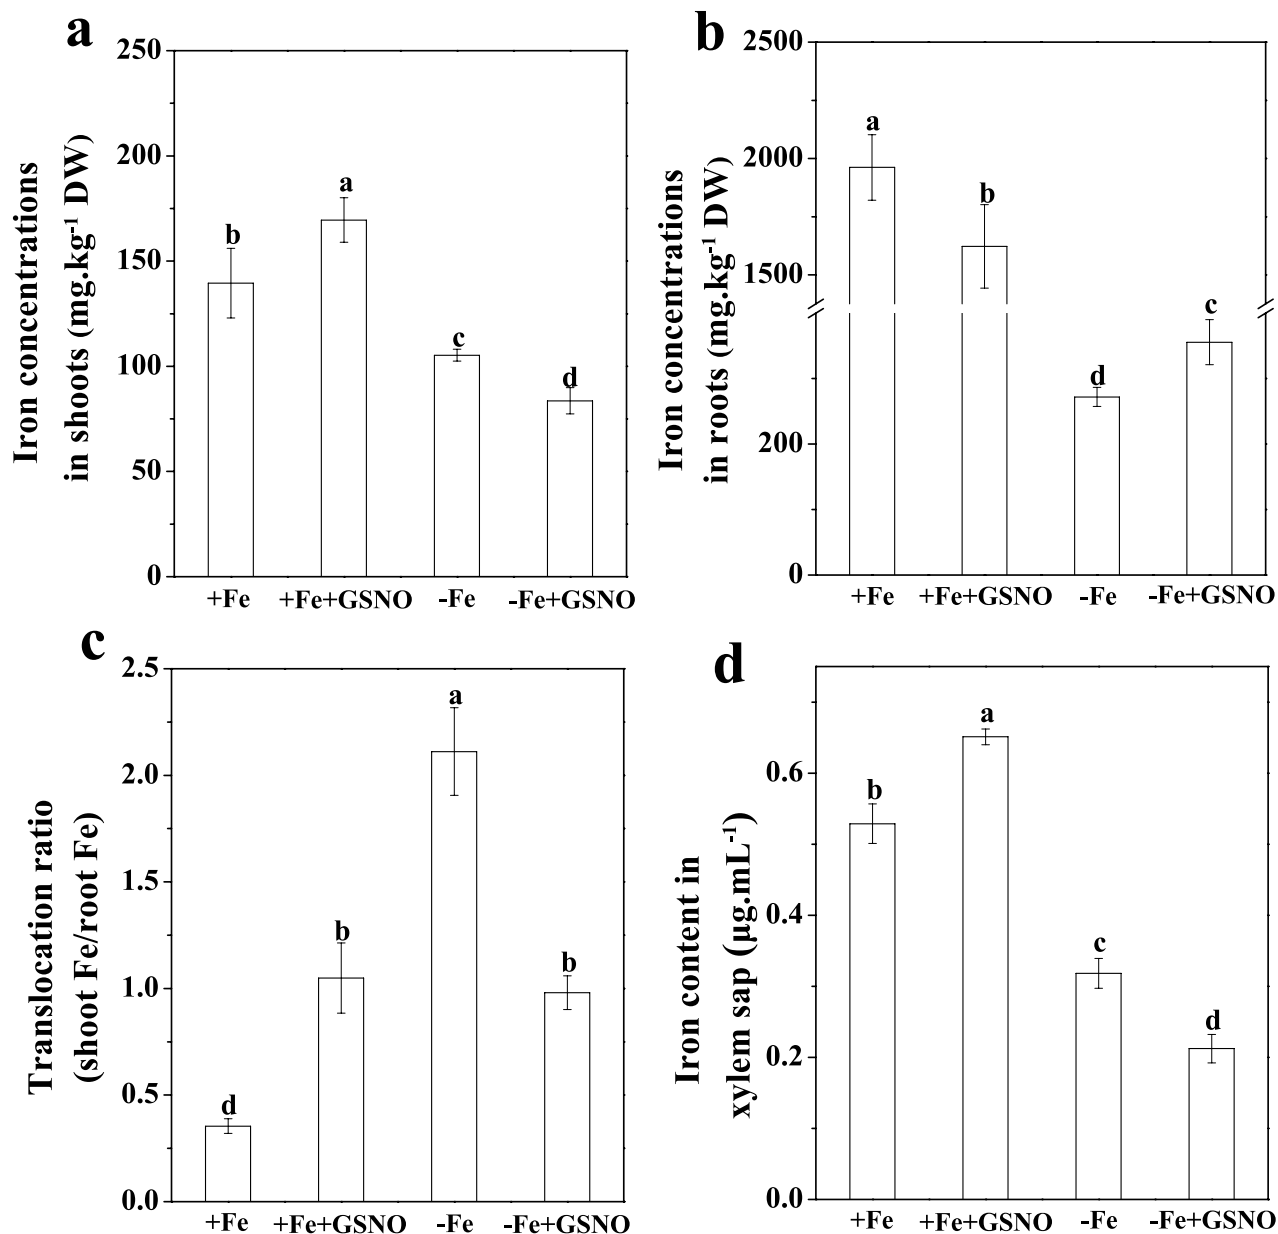 a
250
200
150
100
50
0
Iron concentrations
in shoots (mg.kg⁻¹ DW)
b
a
c
d
+Fe
+Fe+GSNO
-Fe
-Fe+GSNO
b
2500
2000
1500
200
0
Iron concentrations
in roots (mg.kg⁻¹ DW)
a
b
d
c
+Fe
+Fe+GSNO
-Fe
-Fe+GSNO
c
2.5
2.0
1.5
1.0
0.5
0.0
Translocation ratio
(shoot Fe/root Fe)
d
b
a
b
+Fe
+Fe+GSNO
-Fe
-Fe+GSNO
d
0.6
0.4
0.2
0.0
Iron content in
xylem sap (µg.mL⁻¹)
b
a
c
d
+Fe
+Fe+GSNO
-Fe
-Fe+GSNO